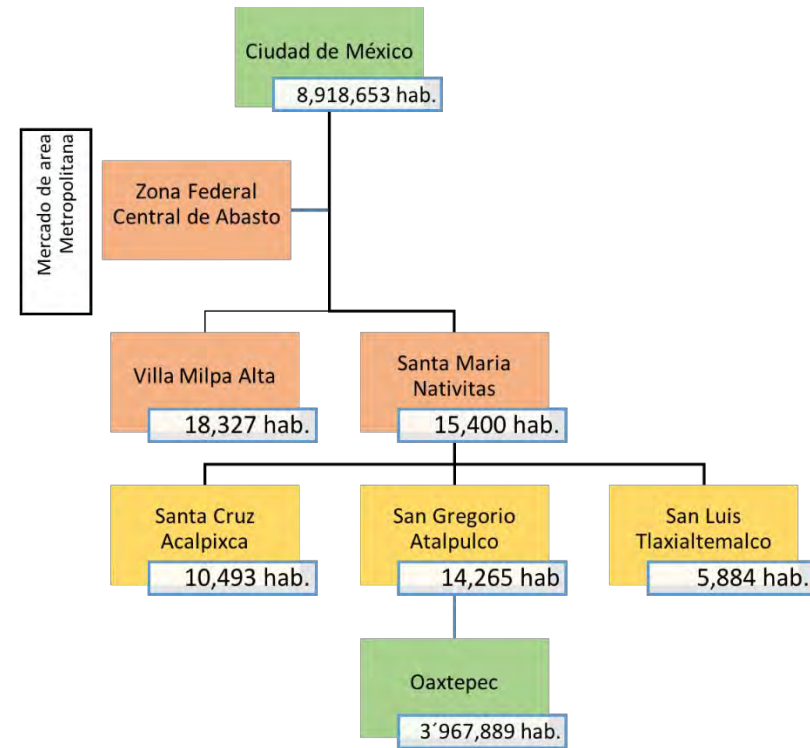 Ciudad de México
8,918,653 hab.
Mercado de area
Metropolitana
Zona Federal
Central de Abasto
Villa Milpa Alta
18,327 hab.
Santa Maria
Nativitas
15,400 hab.
Santa Cruz
Acalpixca
10,493 hab.
San Gregorio
Atalpulco
14,265 hab
San Luis
Tlaxialtemalco
5,884 hab.
Oaxtepec
3´967,889 hab.